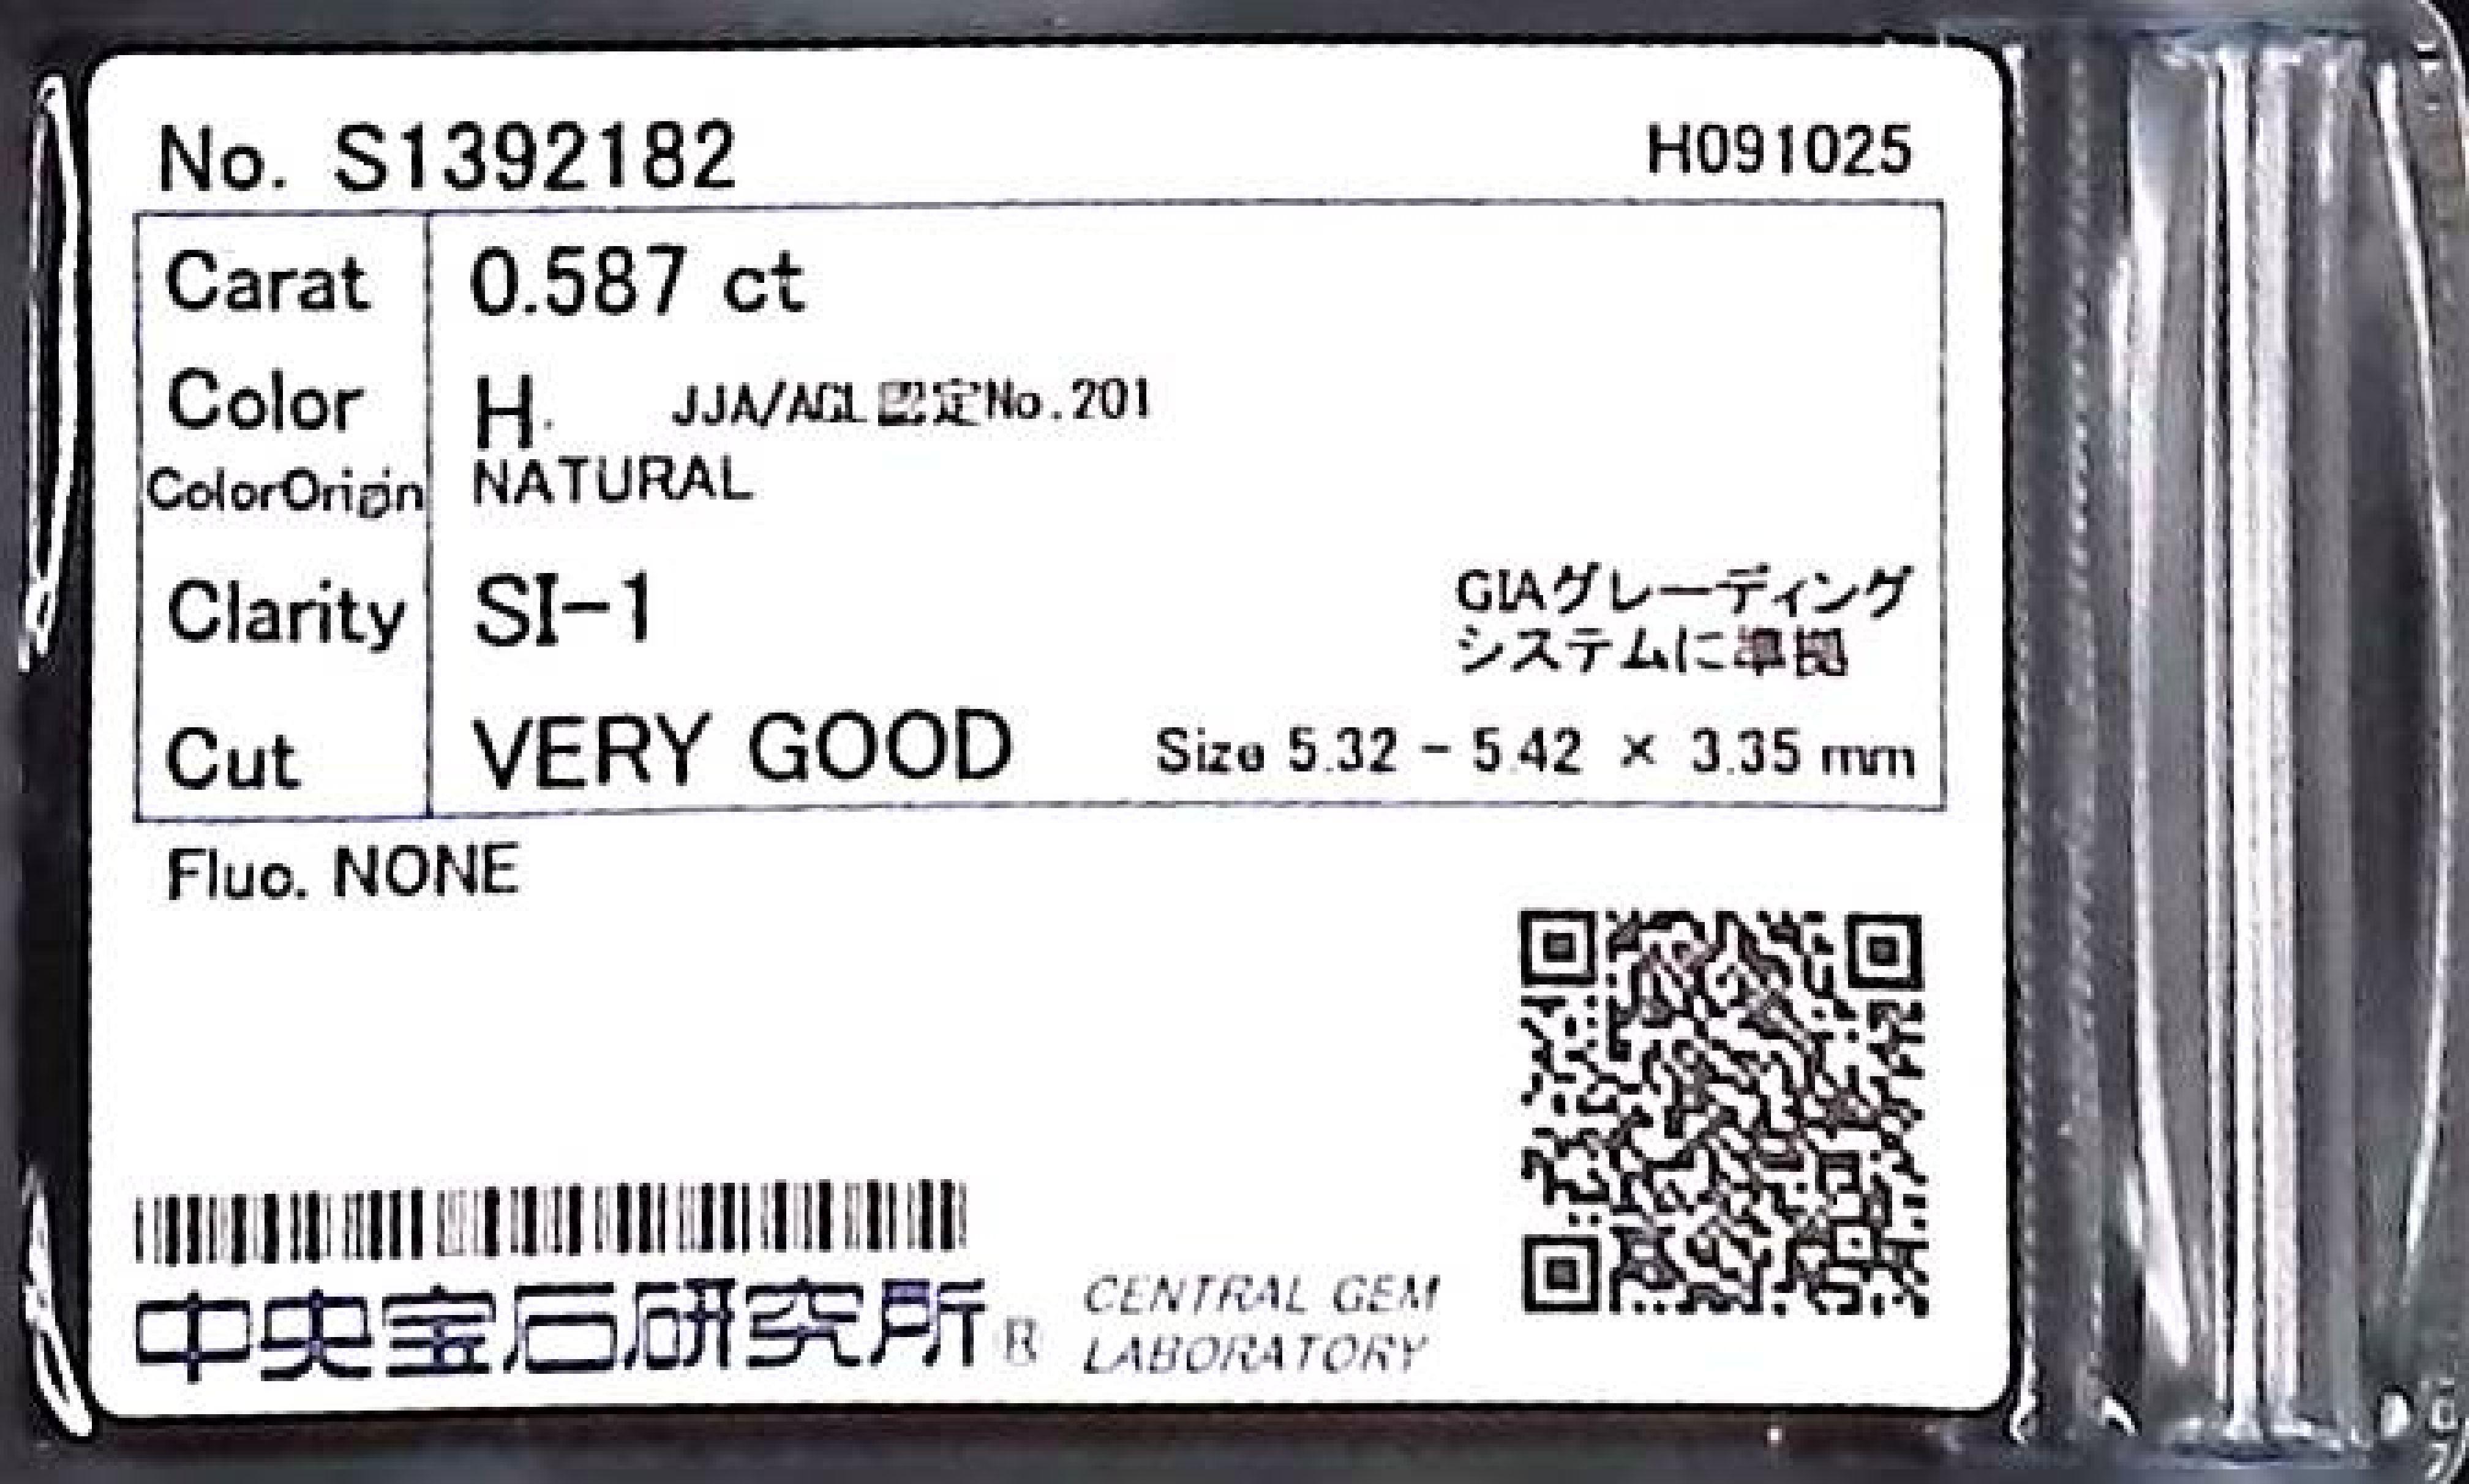 No. S1392182 H091025
Carat 0.587 ct
Color H. JJA/AGL 認定No.201
ColorOrigin NATURAL
Clarity SI-1 GIAグレーディング
システムに準拠
Cut VERY GOOD Size 5.32 - 5.42 × 3.35 mm
Fluo. NONE
中央宝石研究所® CENTRAL GEM
LABORATORY